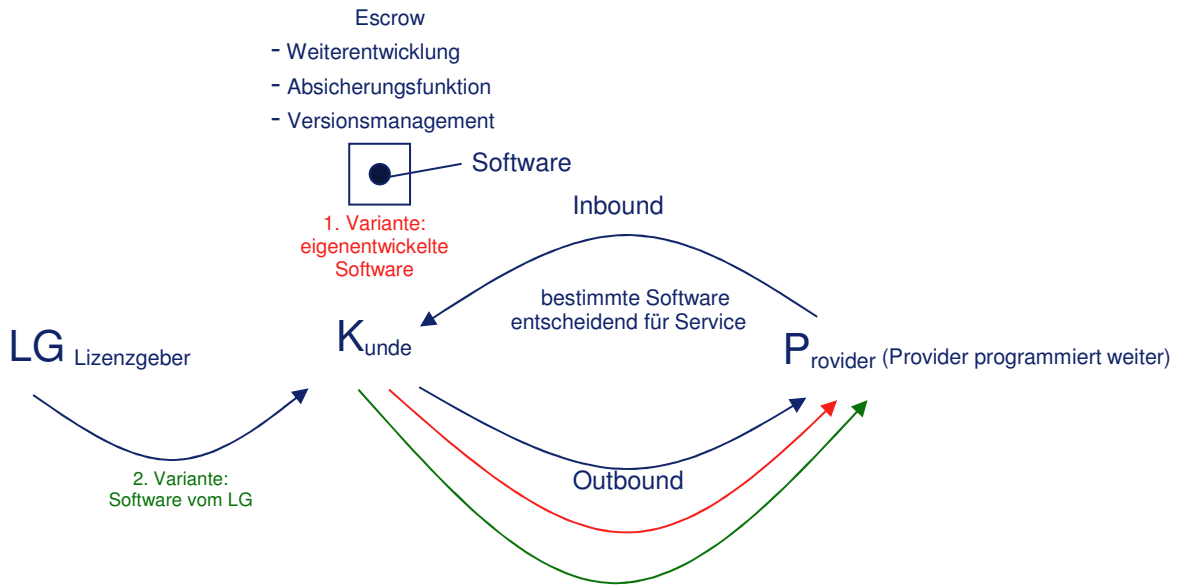 Escrow
- Weiterentwicklung
- Absicherungsfunktion
- Versionsmanagement
Software
Inbound
1. Variante:
eigenentwickelte
Software
bestimmte Software
entscheidend für Service
LG Lizenzgeber
Kunde
Provider (Provider programmiert weiter)
2. Variante:
Software vom LG
Outbound